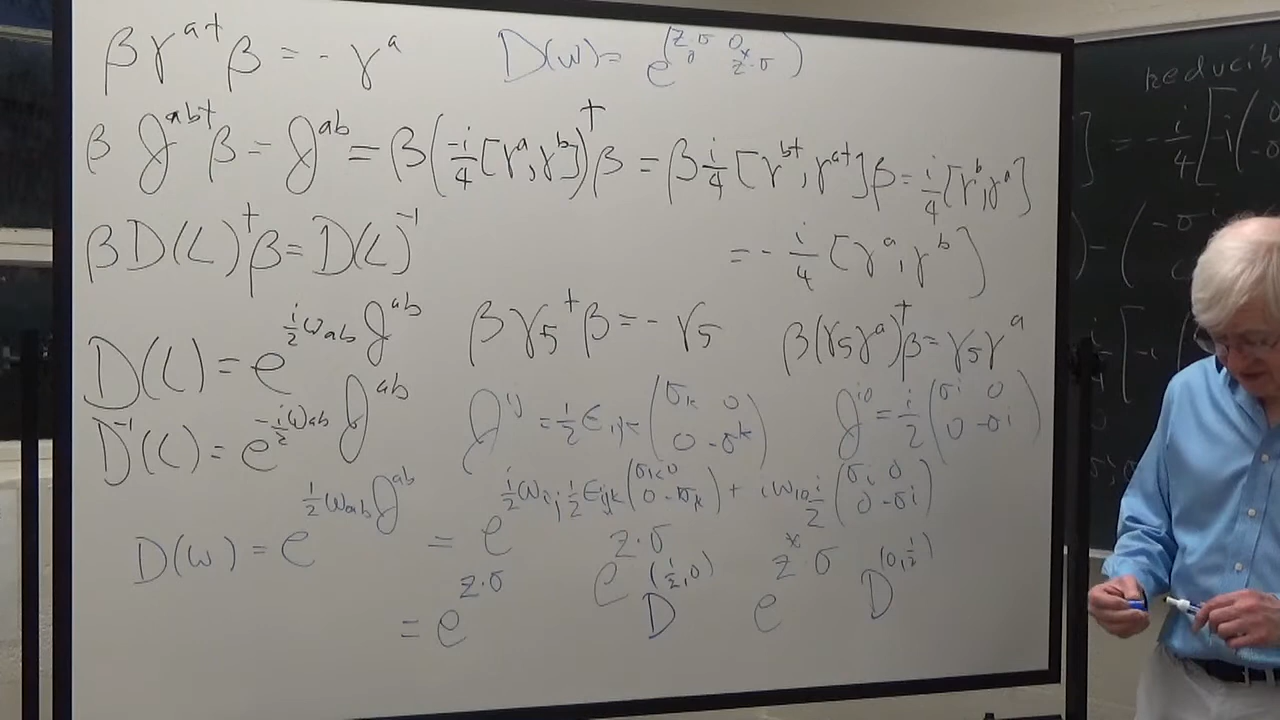 βγ^{a†}β = - γ^a
D(w) = e^{(z·σ 0 / 0 z^*·σ)}
β J^{ab†} β = J^{ab} = β(-i/4 [γ^a, γ^b])^† β = β i/4 [γ^{b†}, γ^{a†}] β = i/4 [γ^b, γ^a]
β D(L)^† β = D(L)^{-1}
= - i/4 [γ^a, γ^b]
D(L) = e^{i/2 ω_{ab} J^{ab}}
β γ_5^† β = - γ_5
β(γ_5 γ^a)^† β = γ_5 γ^a
D^{-1}(L) = e^{-i/2 ω_{ab} J^{ab}}
J^{ij} = 1/2 ε_{ijk} (σ_k 0 / 0 -σ^k)
J^{i0} = i/2 (σ^i 0 / 0 -σ^i)
D(w) = e^{1/2 ω_{ab} J^{ab}} = e^{i/2 ω_{ij} 1/2 ε_{ijk} (σ_k 0 / 0 -σ_k) + i ω_{i0} i/2 (σ_i 0 / 0 -σ^i)}
= e^{z·σ}
e^{z·σ} D^{(1/2, 0)}
e^{z^*·σ} D^{(0, 1/2)}
Reducib
] = - i/4 [ -i (0